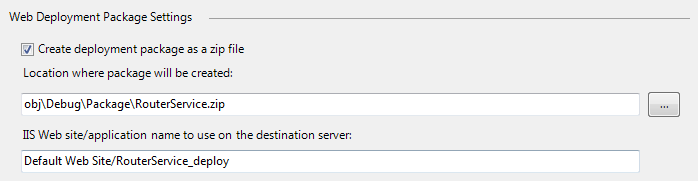 Web Deployment Package Settings
Create deployment package as a zip file
Location where package will be created:
obj\Debug\Package\RouterService.zip
...
IIS Web site/application name to use on the destination server:
Default Web Site/RouterService_deploy